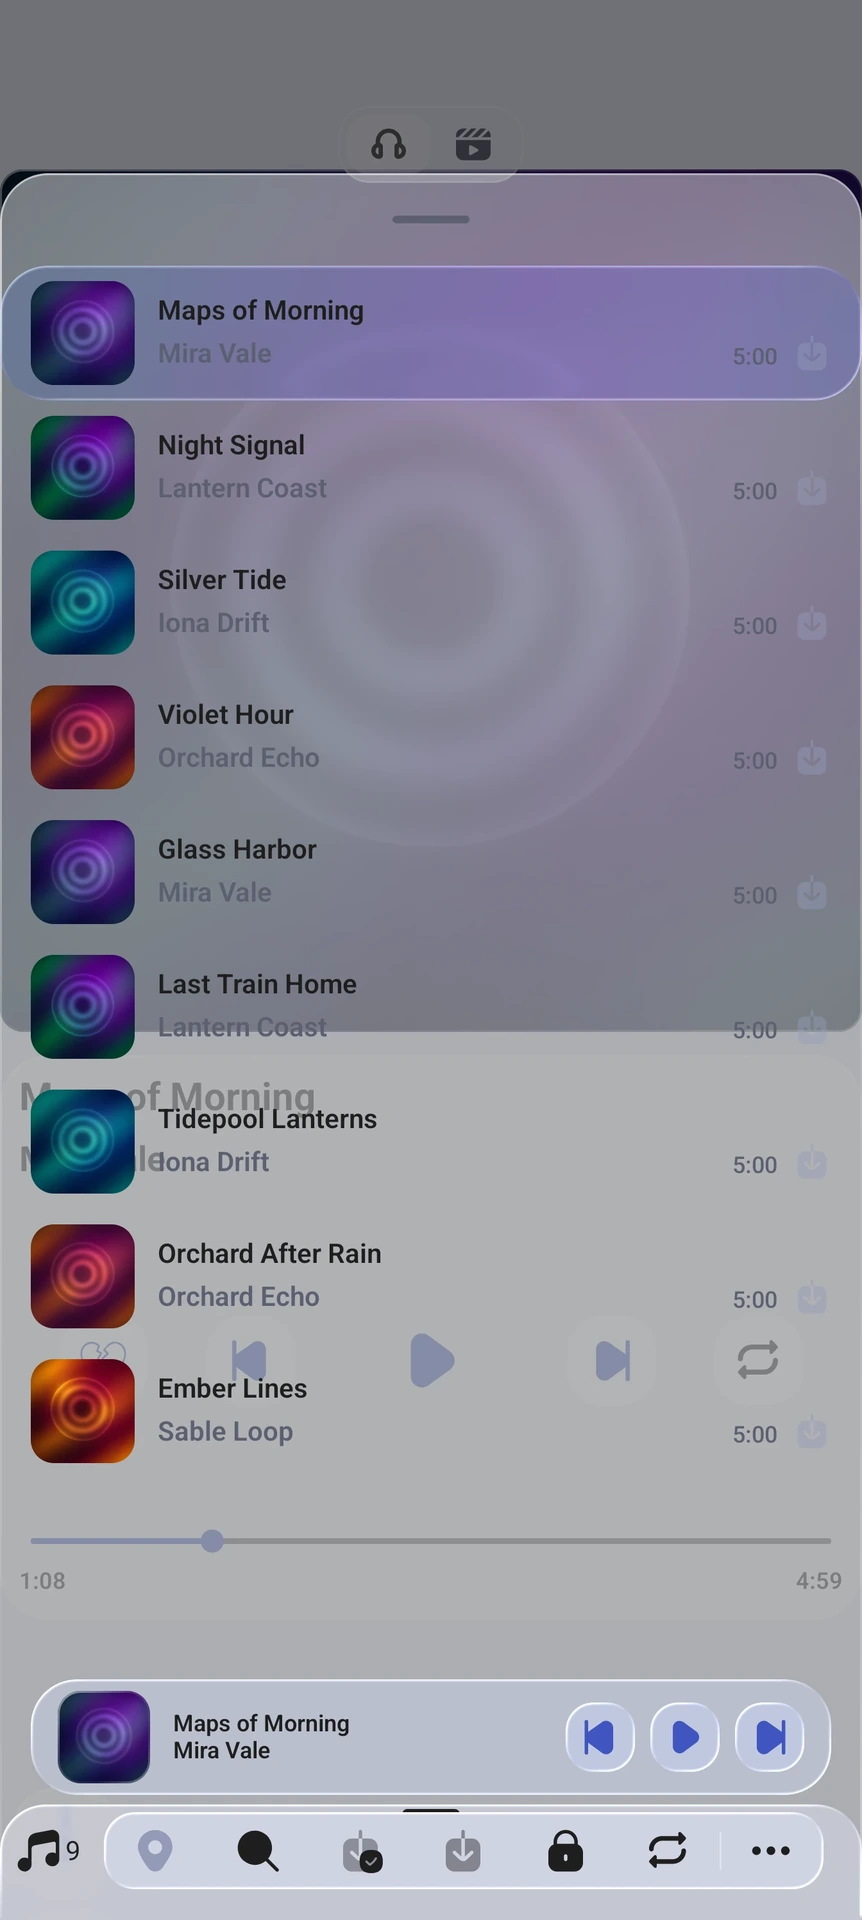 Maps of Morning
Mira Vale
5:00
Night Signal
Lantern Coast
5:00
Silver Tide
Iona Drift
5:00
Violet Hour
Orchard Echo
5:00
Glass Harbor
Mira Vale
5:00
Last Train Home
Lantern Coast
5:00
of Morning
Tidepool Lanterns
Iona Drift
5:00
Orchard After Rain
Orchard Echo
5:00
Ember Lines
Sable Loop
5:00
1:08
4:59
Maps of Morning
Mira Vale
9